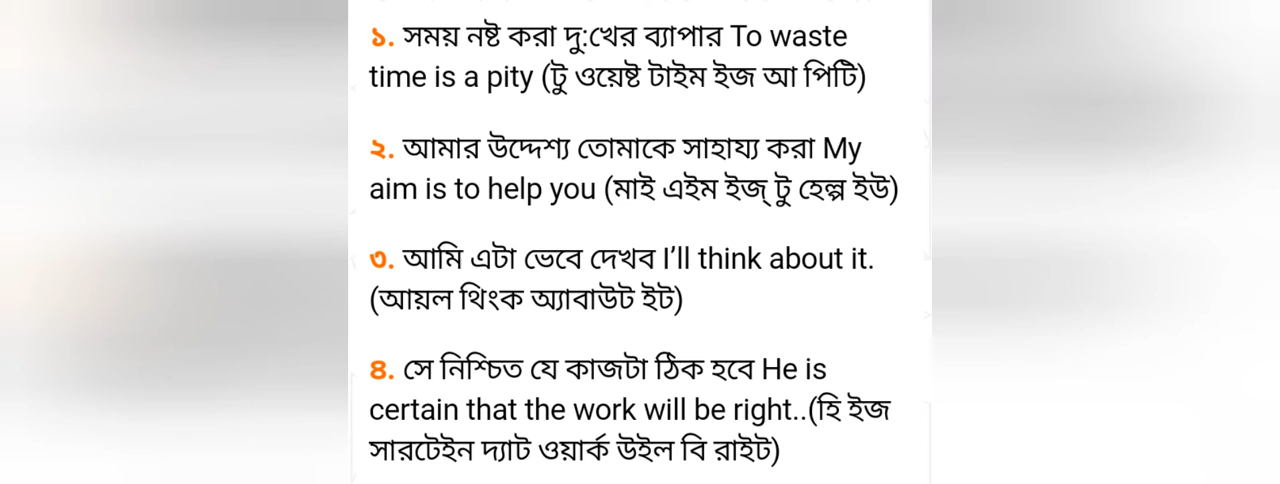 ১. সময় নষ্ট করা দু:খের ব্যাপার To waste
time is a pity (টু ওয়েষ্ট টাইম ইজ আ পিটি)
২. আমার উদ্দেশ্য তোমাকে সাহায্য করা My
aim is to help you (মাই এইম ইজ্ টু হেল্প ইউ)
৩. আমি এটা ভেবে দেখব I’ll think about it.
(আয়ল থিংক অ্যাবাউট ইট)
৪. সে নিশ্চিত যে কাজটা ঠিক হবে He is
certain that the work will be right..(হি ইজ
সারটেইন দ্যাট ওয়ার্ক উইল বি রাইট)